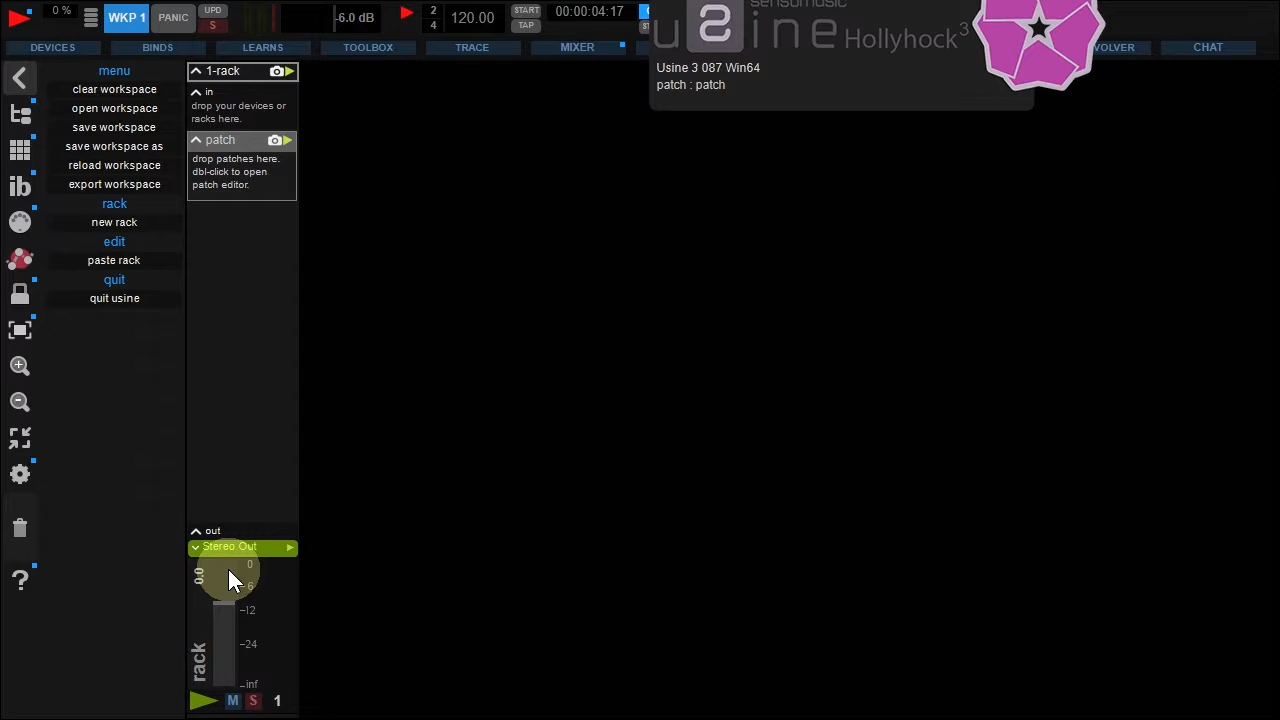 0 %
WKP 1
PANIC
UPD
S
-6.0 dB
2
4
120.00
START
TAP
00:00:04:17
sensomusic
usine Hollyhock³
DEVICES
BINDS
LEARNS
TOOLBOX
TRACE
MIXER
VOLVER
CHAT
Usine 3 087 Win64
patch : patch
menu
clear workspace
open workspace
save workspace
save workspace as
reload workspace
export workspace
rack
new rack
edit
paste rack
quit
quit usine
ib
?
1-rack
in
drop your devices or
racks here.
patch
drop patches here.
dbl-click to open
patch editor.
out
Stereo Out
0.0
0
-6
-12
-24
-inf
rack
M
S
1